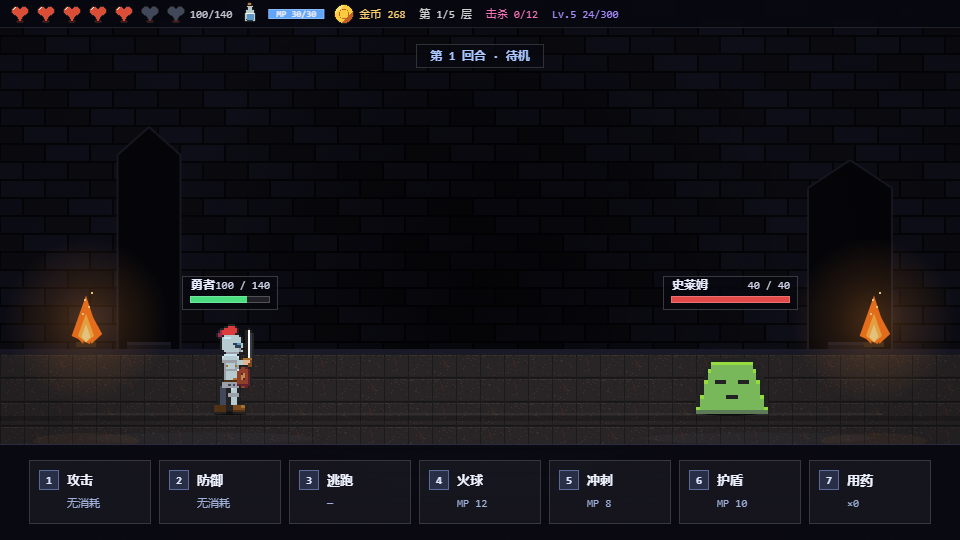 100/140 MP 30/30 金币 268 第 1/5 层 击杀 0/12 Lv.5 24/300
第 1 回合 · 待机
勇者100 / 140
史莱姆 40 / 40
1 攻击
无消耗
2 防御
无消耗
3 逃跑
—
4 火球
MP 12
5 冲刺
MP 8
6 护盾
MP 10
7 用药
×0